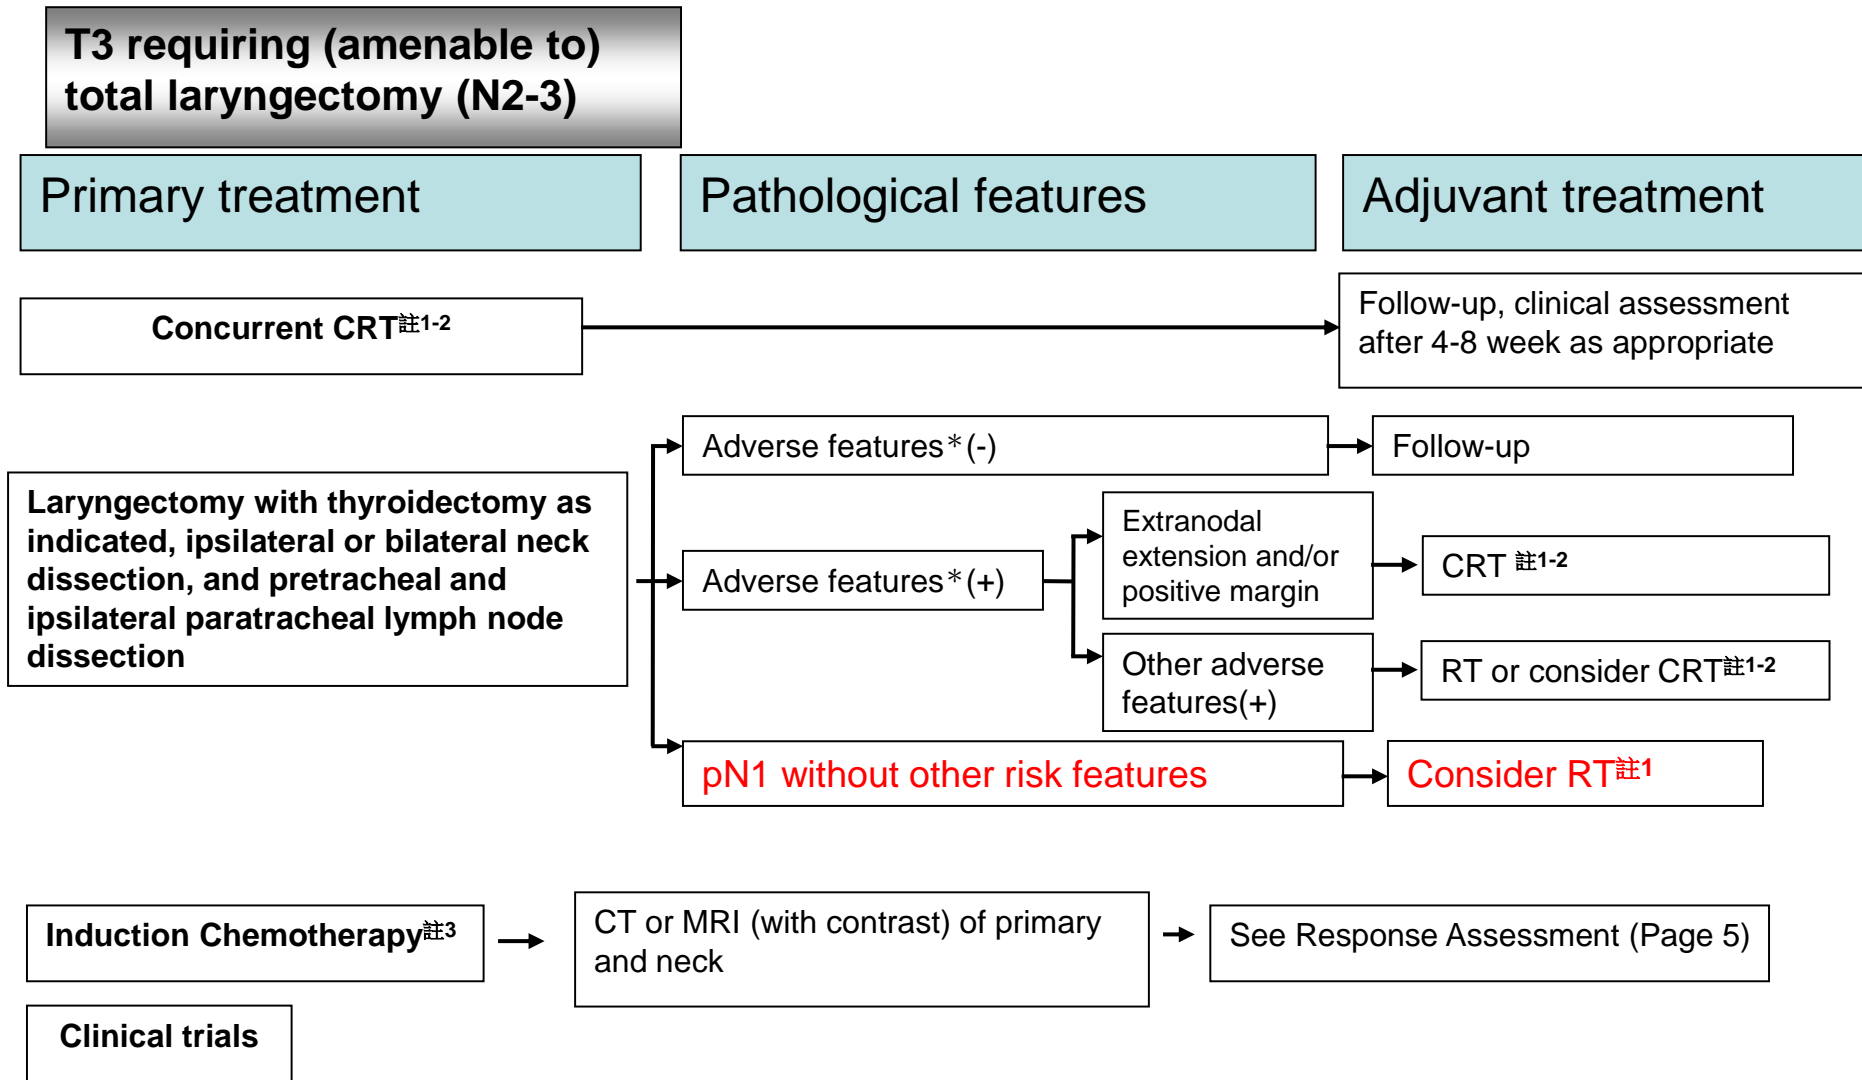 T3 requiring (amenable to)
total laryngectomy (N2-3)
Primary treatment
Pathological features
Adjuvant treatment
Concurrent CRT註1-2
Follow-up, clinical assessment
after 4-8 week as appropriate
Laryngectomy with thyroidectomy as
indicated, ipsilateral or bilateral neck
dissection, and pretracheal and
ipsilateral paratracheal lymph node
dissection
Adverse features*(-)
Follow-up
Adverse features*(+)
Extranodal
extension and/or
positive margin
CRT 註1-2
Other adverse
features(+)
RT or consider CRT註1-2
pN1 without other risk features
Consider RT註1
Induction Chemotherapy註3
CT or MRI (with contrast) of primary
and neck
See Response Assessment (Page 5)
Clinical trials